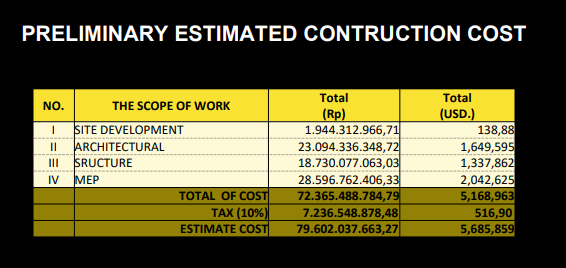 PRELIMINARY ESTIMATED CONTRUCTION COST
NO. THE SCOPE OF WORK Total (Rp) Total (USD.)
I SITE DEVELOPMENT 1.944.312.966,71 138,88
II ARCHITECTURAL 23.094.336.348,72 1,649,595
III SRUCTURE 18.730.077.063,03 1,337,862
IV MEP 28.596.762.406,33 2,042,625
TOTAL OF COST 72.365.488.784,79 5,168,963
TAX (10%) 7.236.548.878,48 516,90
ESTIMATE COST 79.602.037.663,27 5,685,859